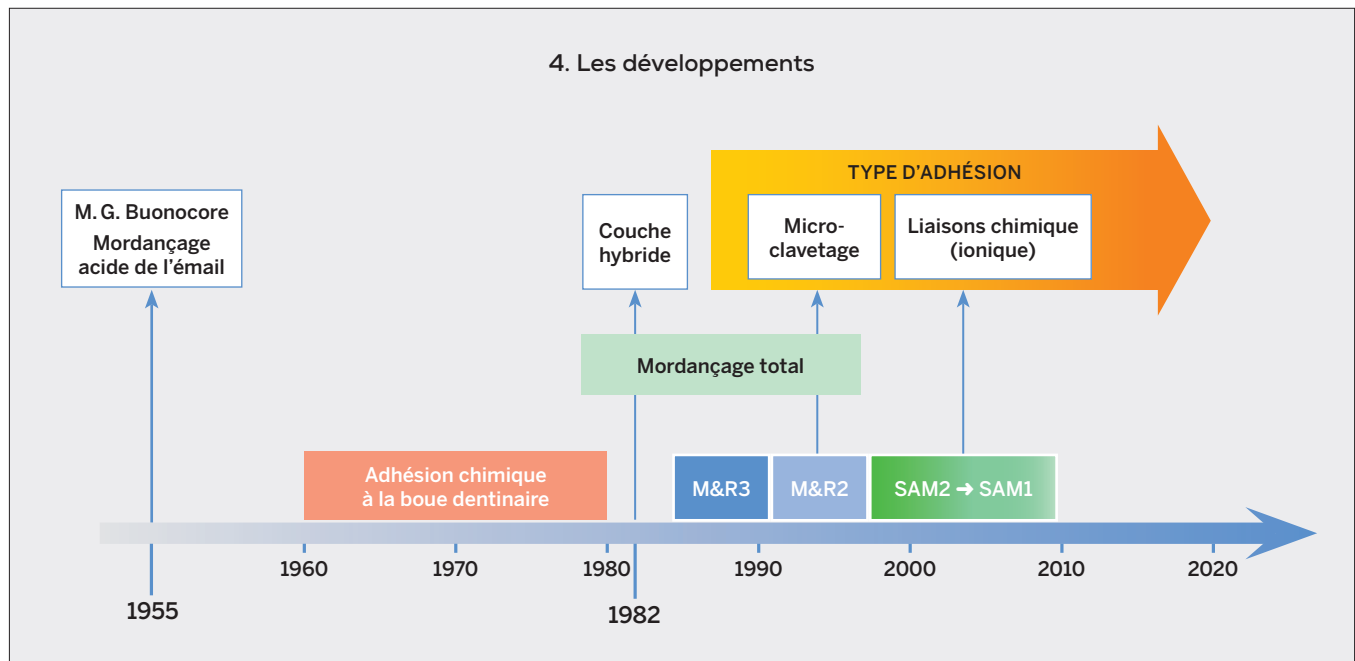 4. Les développements
TYPE D'ADHÉSION
M. G. Buonocore
Mordançage
acide de l'émail
Couche
hybride
Micro-
clavetage
Liaisons chimique
(ionique)
Mordançage total
Adhésion chimique
à la boue dentinaire
M&R3
M&R2
SAM2 ➔ SAM1
1960
1970
1980
1990
2000
2010
2020
1955
1982